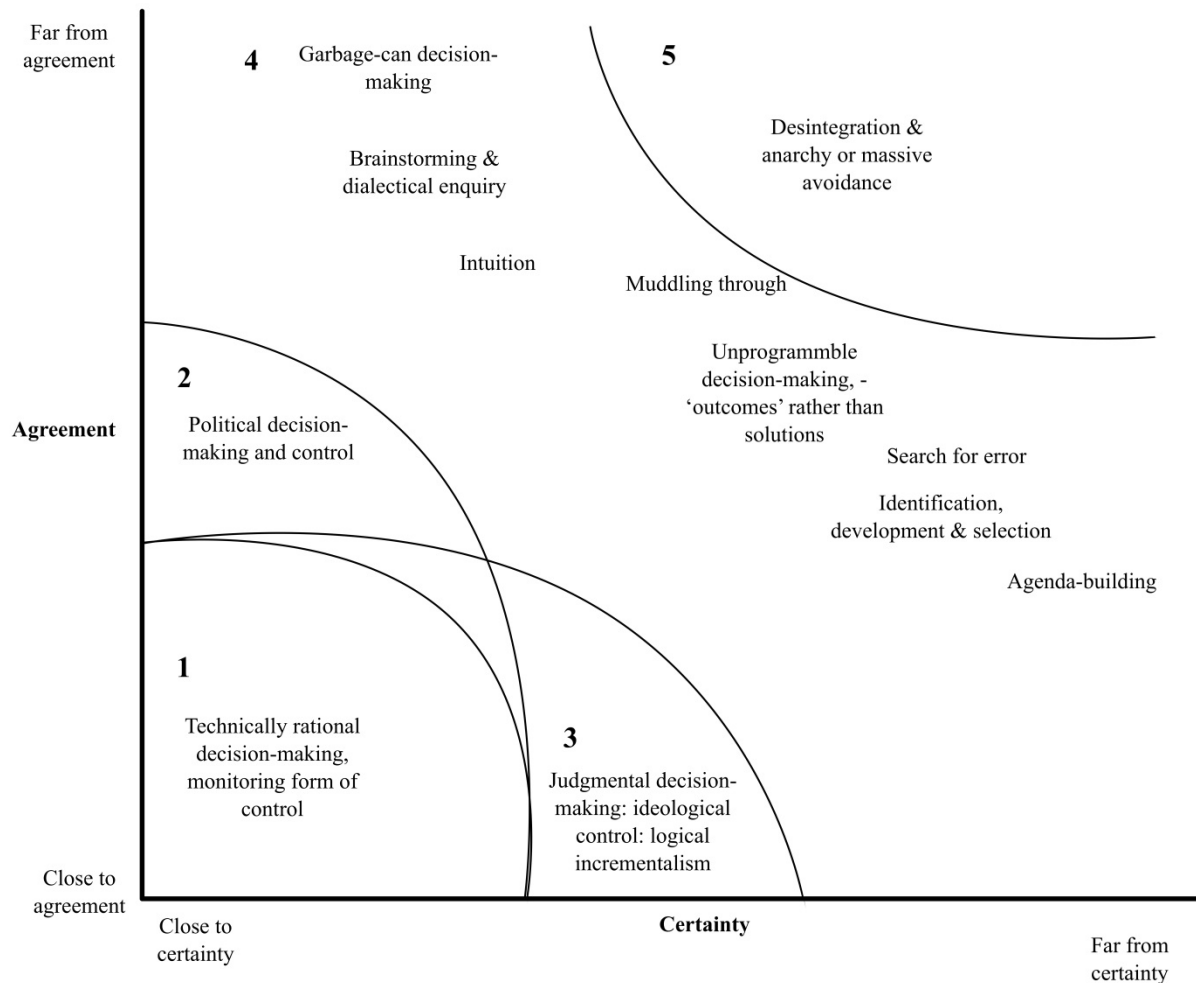 Far from
agreement
4
Garbage-can decision-
making
5
Desintegration &
anarchy or massive
avoidance
Brainstorming &
dialectical enquiry
Intuition
Muddling through
2
Political decision-
making and control
Agreement
Unprogrammble
decision-making, -
‘outcomes’ rather than
solutions
Search for error
Identification,
development & selection
Agenda-building
1
Technically rational
decision-making,
monitoring form of
control
3
Judgmental decision-
making: ideological
control: logical
incrementalism
Close to
agreement
Close to
certainty
Certainty
Far from
certainty